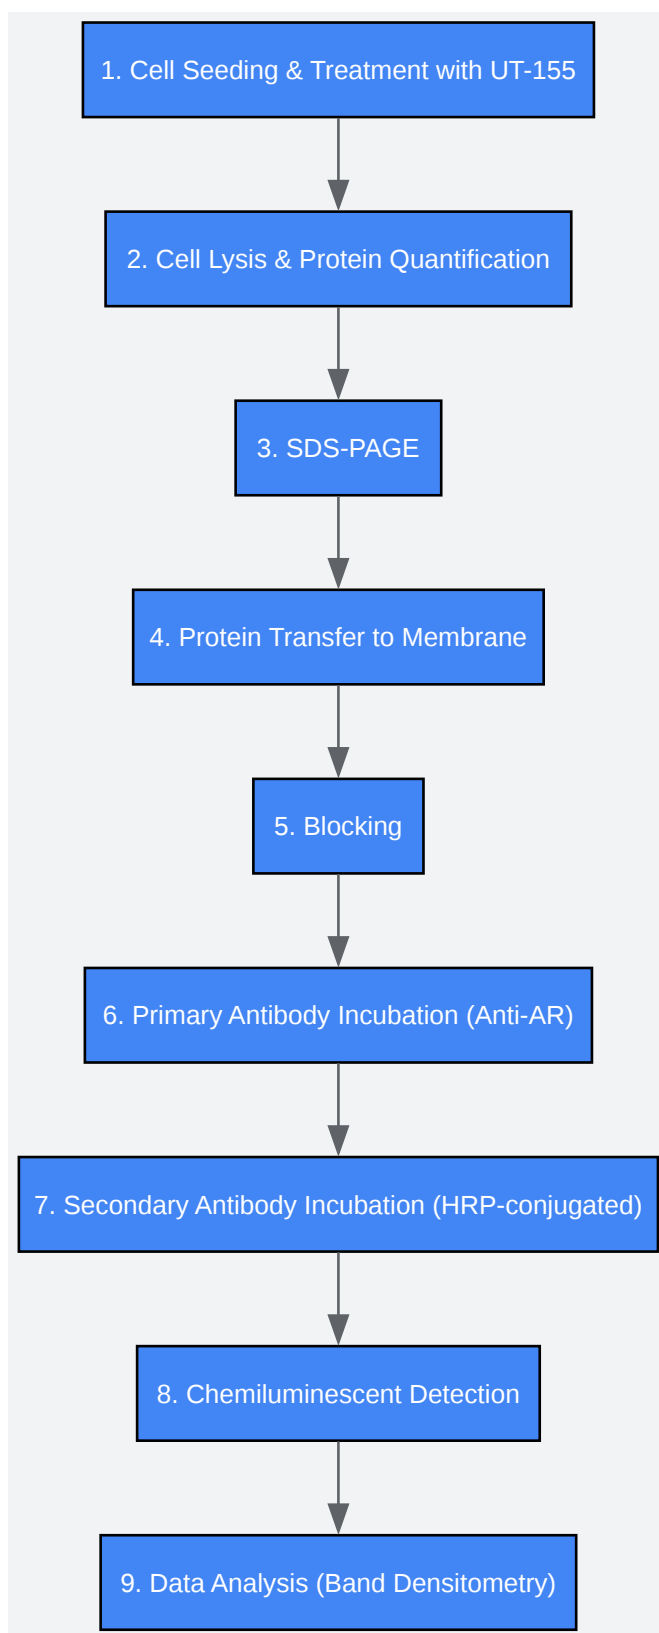 1. Cell Seeding & Treatment with UT-155
2. Cell Lysis & Protein Quantification
3. SDS-PAGE
4. Protein Transfer to Membrane
5. Blocking
6. Primary Antibody Incubation (Anti-AR)
7. Secondary Antibody Incubation (HRP-conjugated)
8. Chemiluminescent Detection
9. Data Analysis (Band Densitometry)